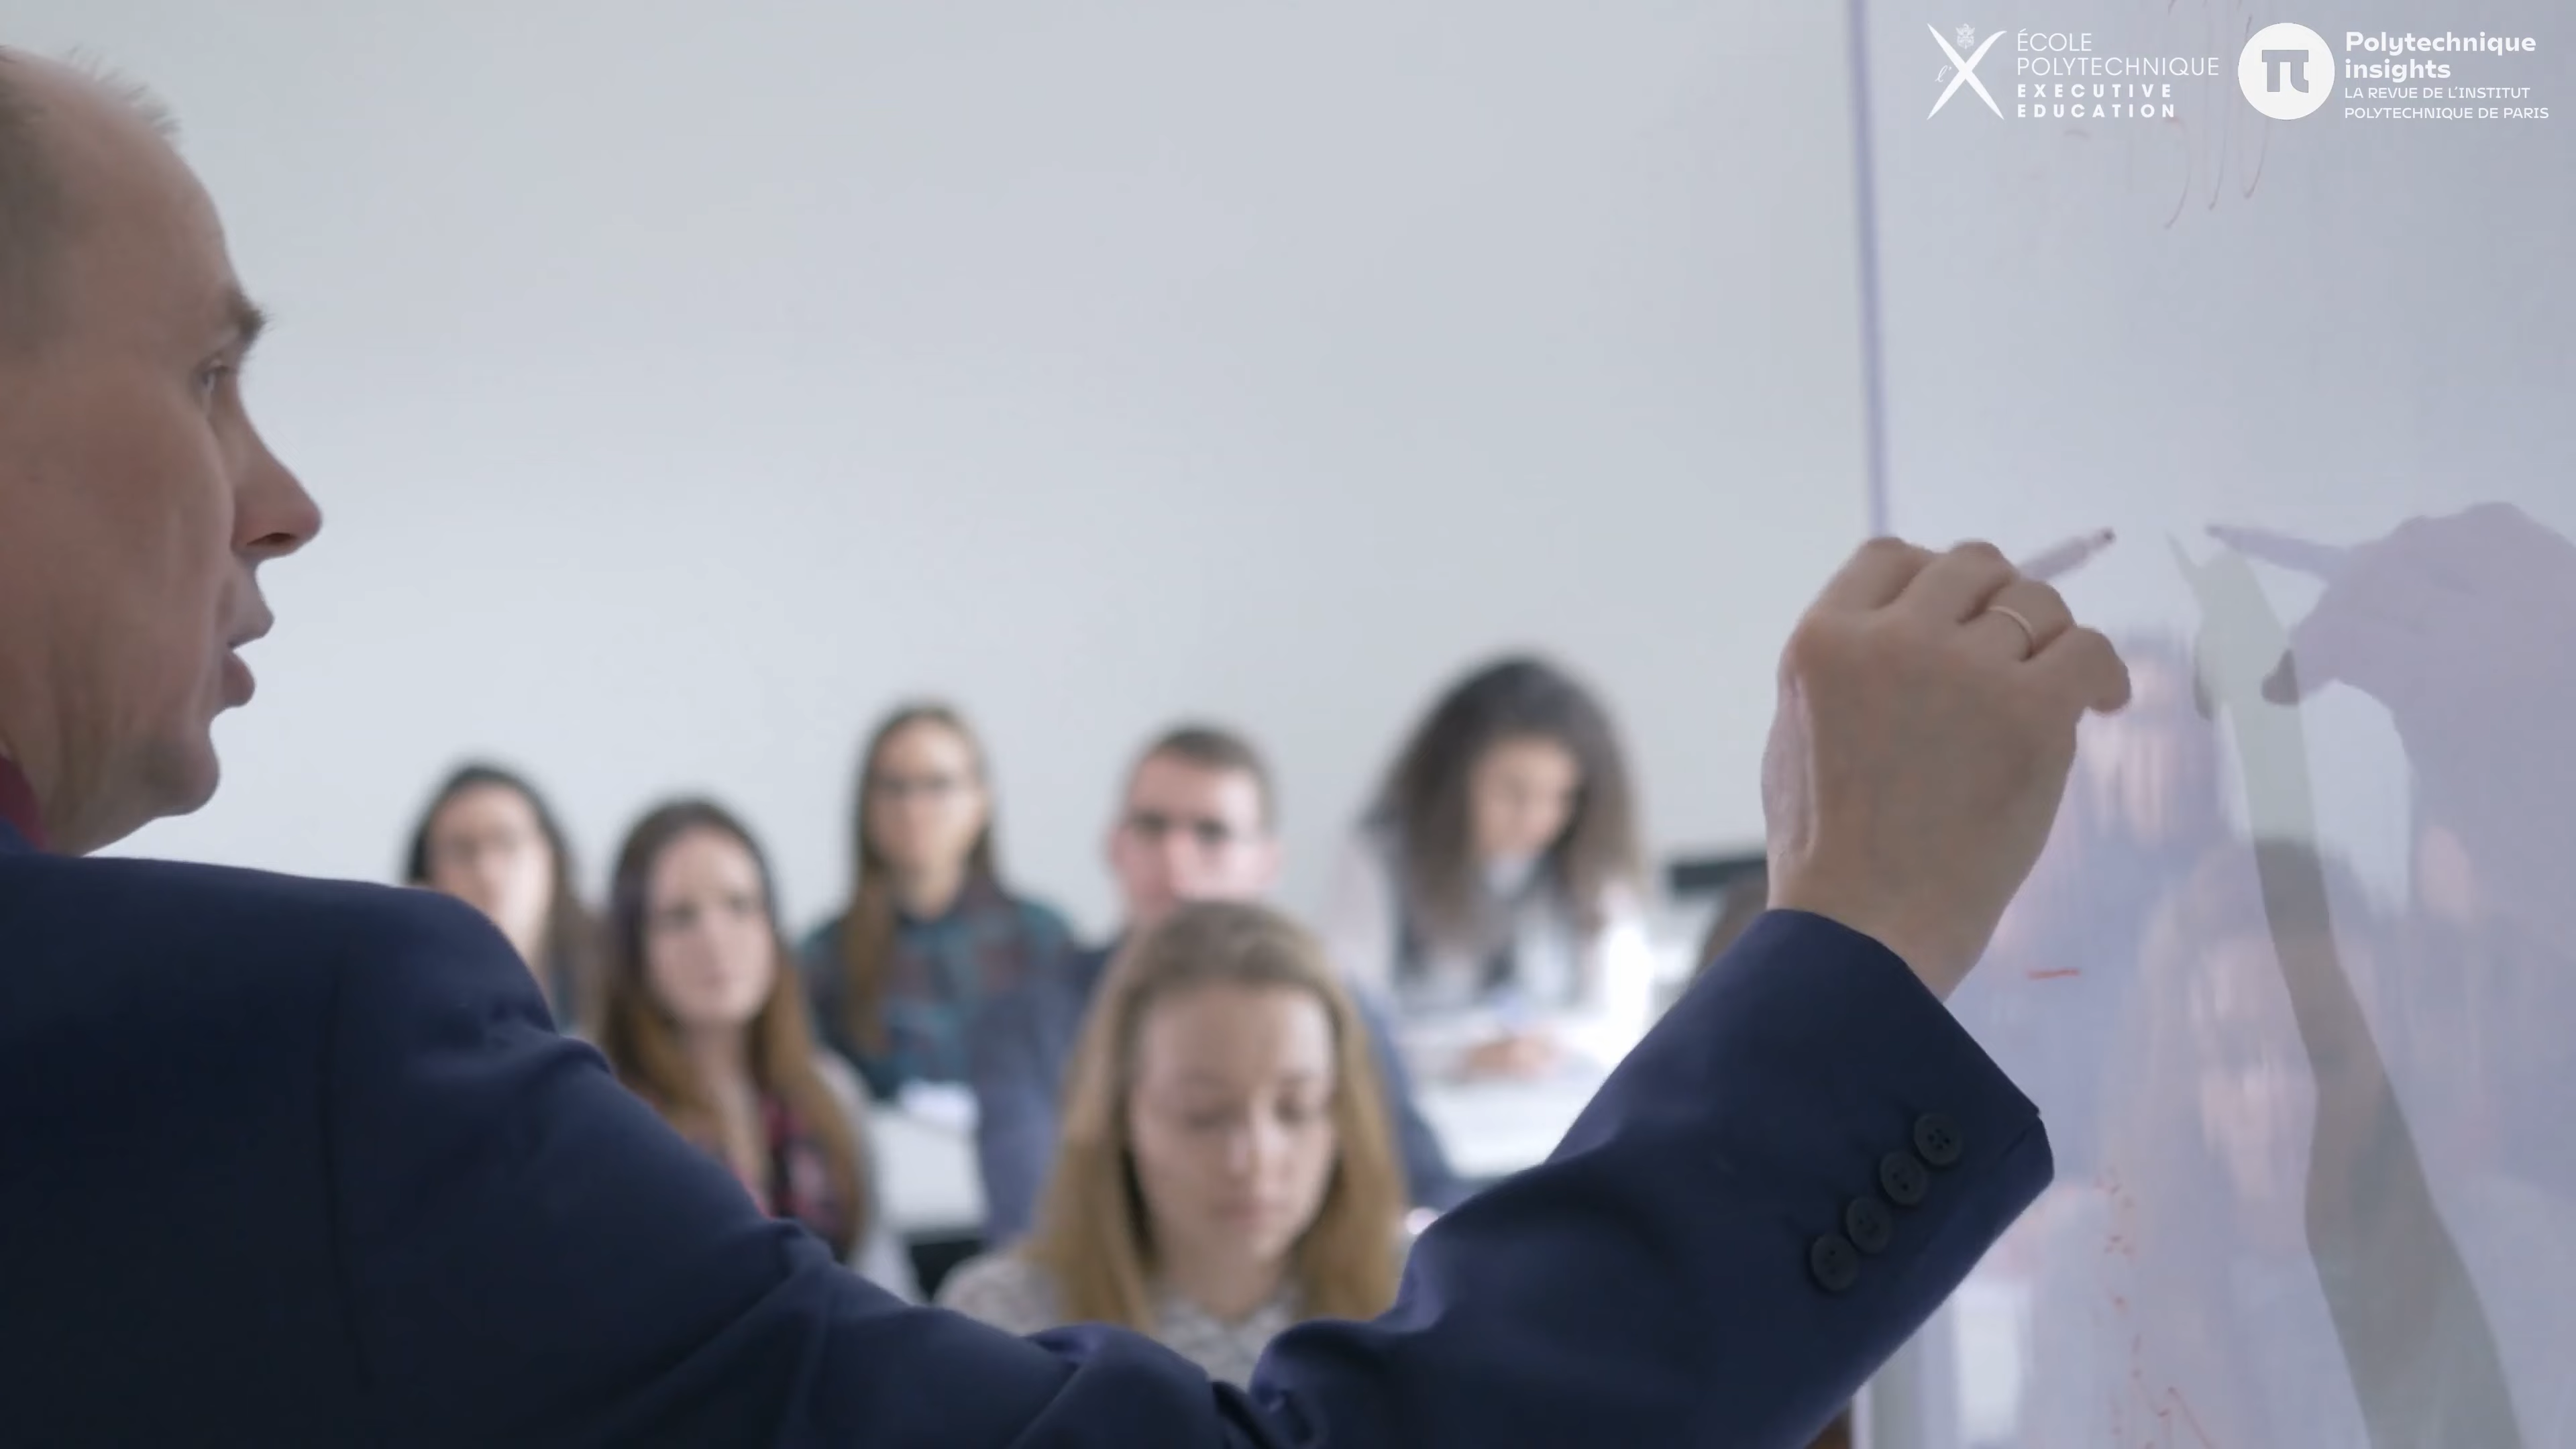 ÉCOLE
POLYTECHNIQUE
EXECUTIVE
EDUCATION
Polytechnique
insights
LA REVUE DE L'INSTITUT
POLYTECHNIQUE DE PARIS